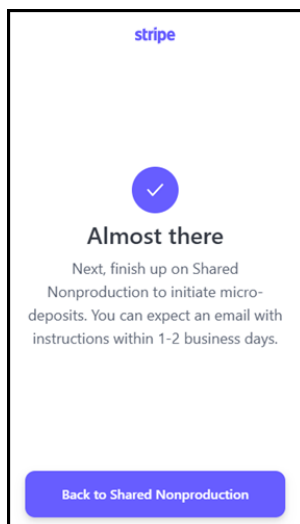 stripe
Almost there
Next, finish up on Shared
Nonproduction to initiate micro-
deposits. You can expect an email with
instructions within 1-2 business days.
Back to Shared Nonproduction